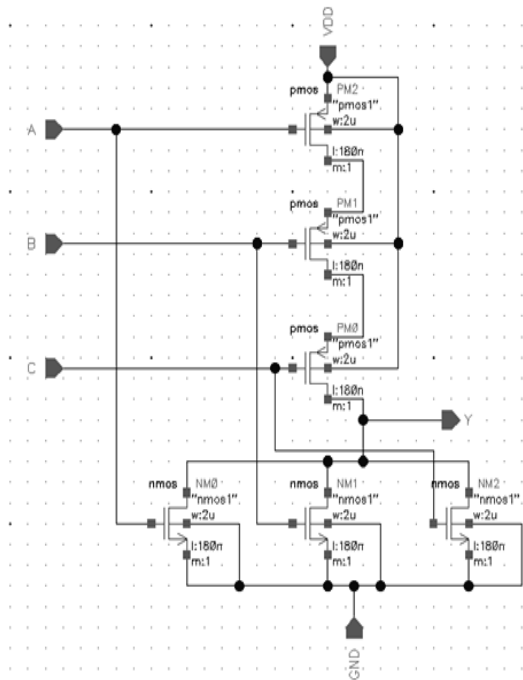 VDD
pmos PM2
"pmos1"
A
w:2u
l:180n
m:1
pmos PM1
"pmos1"
B
w:2u
l:180n
m:1
pmos PM0
"pmos1"
C
w:2u
l:180n
m:1
Y
nmos NM0 nmos NM1 nmos NM2
"nmos1" "nmos1" "nmos1"
w:2u w:2u w:2u
l:180n l:180n l:180n
m:1 m:1 m:1
GND